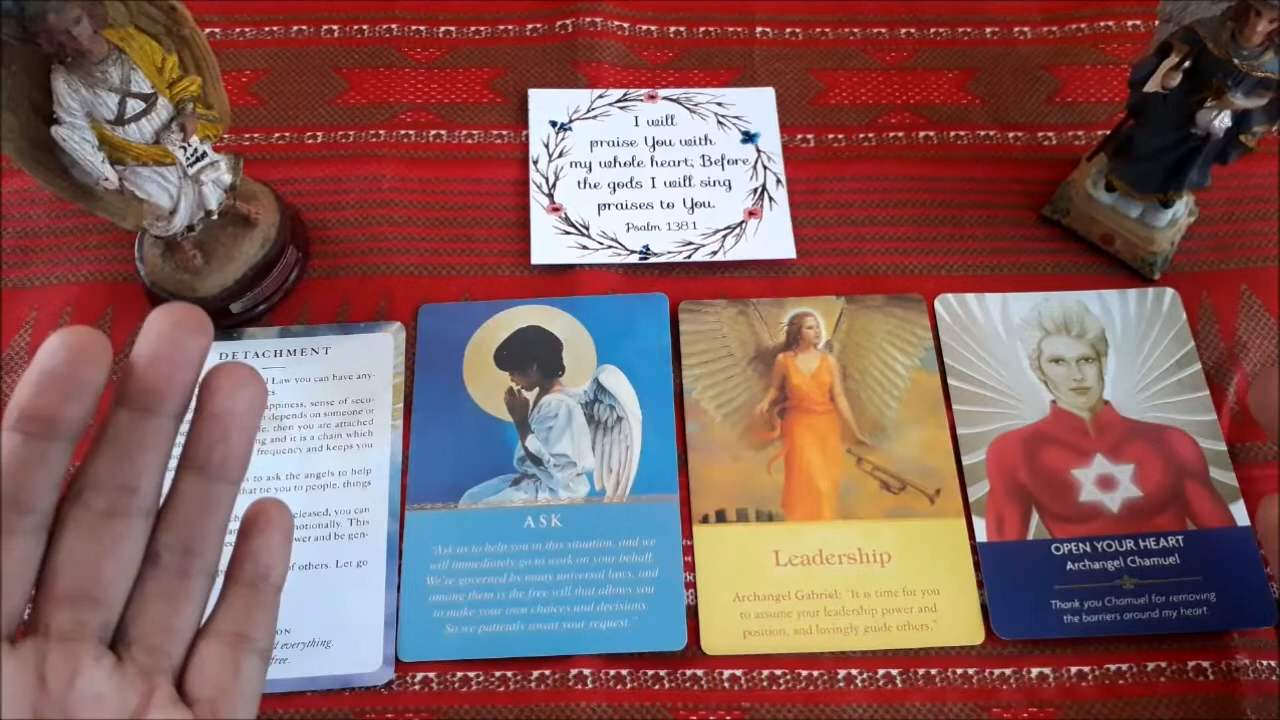 I will
praise You with
my whole heart; Before
the gods I will sing
praises to You.
Psalm 138:1
DETACHMENT
l Law you can have any-
appiness, sense of secu-
depends on someone or
, then you are attached
ng and it is a chain which
frequency and keeps you
to ask the angels to help
that tie you to people, things
eleased, you can
motionally. This
wer and be gen-
of others. Let go
ON
d everything.
free.
ASK
"Ask us to help you in this situation, and we
will immediately go to work on your behalf.
We're governed by many universal laws, and
among them is the free will that allows you
to make your own choices and decisions.
So we patiently await your request."
Leadership
Archangel Gabriel: "It is time for you
to assume your leadership power and
position, and lovingly guide others."
OPEN YOUR HEART
Archangel Chamuel
Thank you Chamuel for removing
the barriers around my heart.